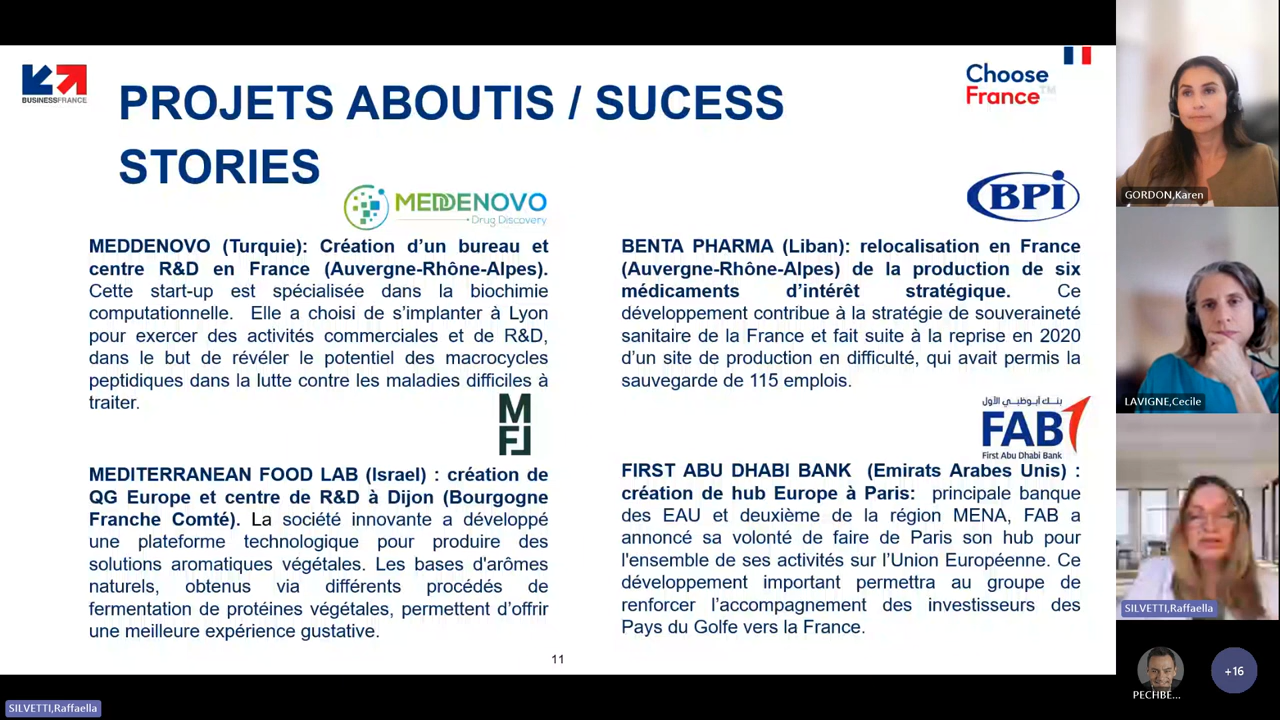 BUSINESSFRANCE
PROJETS ABOUTIS / SUCESS
STORIES
Choose
France™
MEDDENOVO
Drug Discovery
MEDDENOVO (Turquie): Création d’un bureau et
centre R&D en France (Auvergne-Rhône-Alpes).
Cette start-up est spécialisée dans la biochimie
computationnelle. Elle a choisi de s’implanter à Lyon
pour exercer des activités commerciales et de R&D,
dans le but de révéler le potentiel des macrocycles
peptidiques dans la lutte contre les maladies difficiles à
traiter.
BPi
BENTA PHARMA (Liban): relocalisation en France
(Auvergne-Rhône-Alpes) de la production de six
médicaments d’intérêt stratégique. Ce
développement contribue à la stratégie de souveraineté
sanitaire de la France et fait suite à la reprise en 2020
d’un site de production en difficulté, qui avait permis la
sauvegarde de 115 emplois.
M
FL
MEDITERRANEAN FOOD LAB (Israel) : création de
QG Europe et centre de R&D à Dijon (Bourgogne
Franche Comté). La société innovante a développé
une plateforme technologique pour produire des
solutions aromatiques végétales. Les bases d'arômes
naturels, obtenus via différents procédés de
fermentation de protéines végétales, permettent d’offrir
une meilleure expérience gustative.
بنك أبوظبي الأول
FAB
First Abu Dhabi Bank
FIRST ABU DHABI BANK (Emirats Arabes Unis) :
création de hub Europe à Paris: principale banque
des EAU et deuxième de la région MENA, FAB a
annoncé sa volonté de faire de Paris son hub pour
l'ensemble de ses activités sur l’Union Européenne. Ce
développement important permettra au groupe de
renforcer l’accompagnement des investisseurs des
Pays du Golfe vers la France.
11
GORDON,Karen
LAVIGNE,Cecile
SILVETTI,Raffaella
PECHBE...
+16
SILVETTI,Raffaella